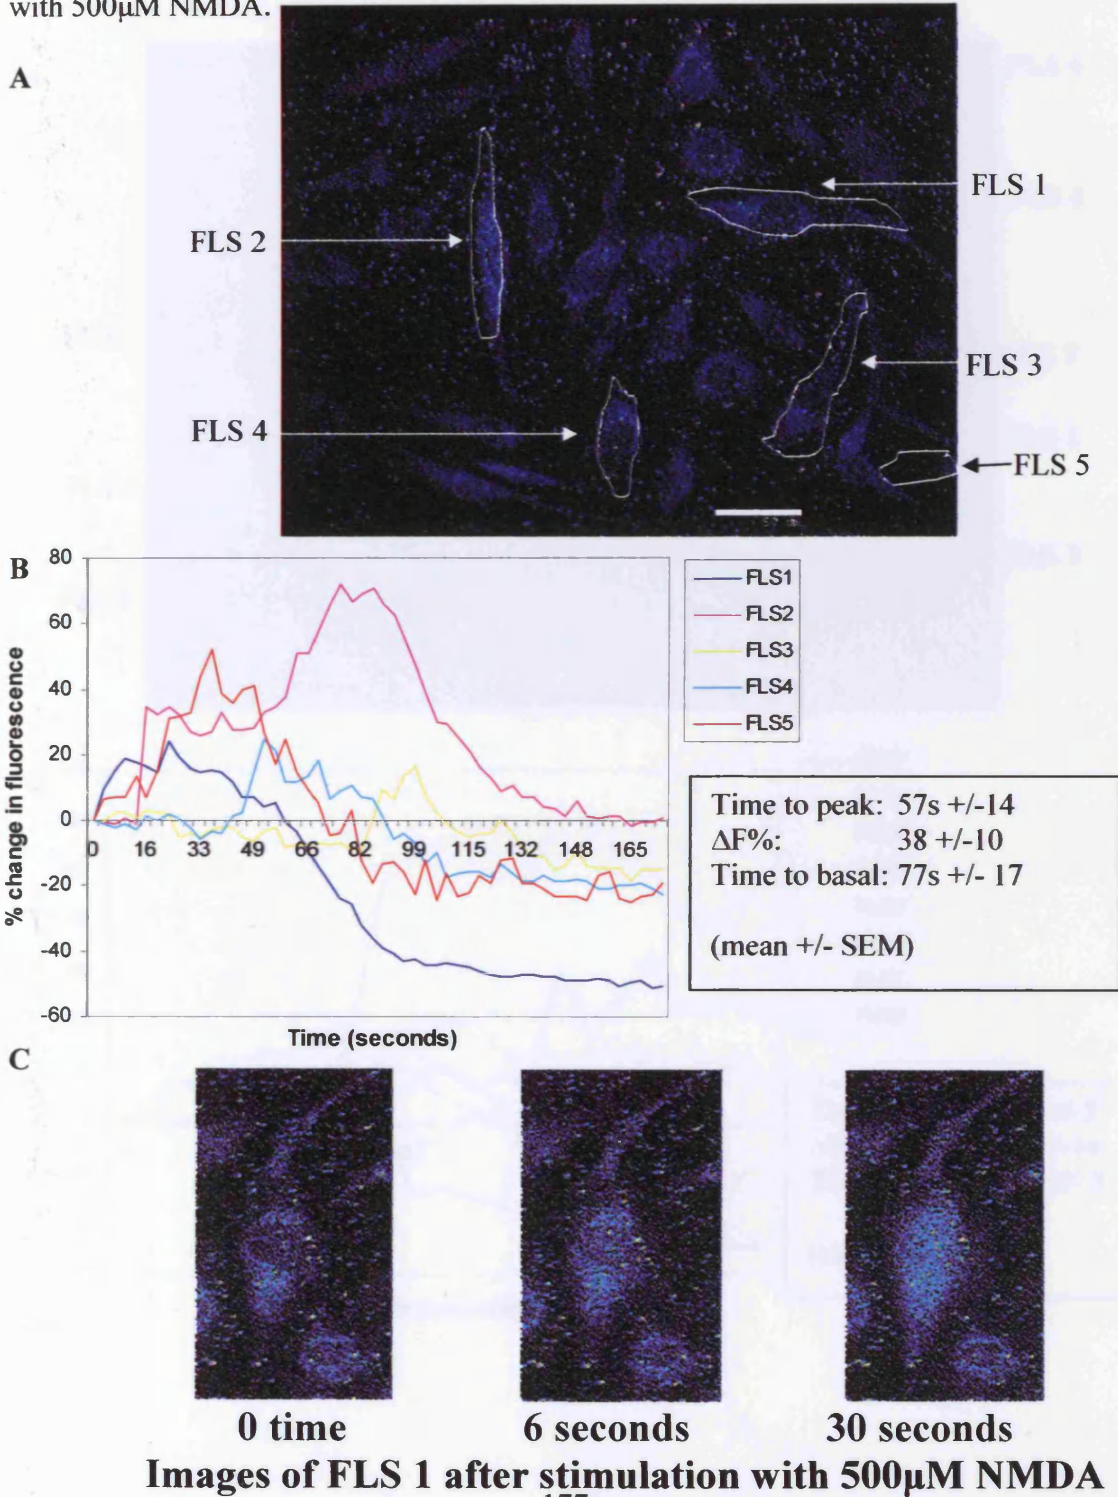 with 500µM NMDA.
A
FLS 1
FLS 2
FLS 3
FLS 4
FLS 5
B
80
60
40
20
0
-20
-40
-60
% change in fluorescence
0 16 33 49 66 82 99 115 132 148 165
Time (seconds)
FLS1
FLS2
FLS3
FLS4
FLS5
Time to peak: 57s +/-14
ΔF%: 38 +/-10
Time to basal: 77s +/- 17
(mean +/- SEM)
C
0 time 6 seconds 30 seconds
Images of FLS 1 after stimulation with 500µM NMDA